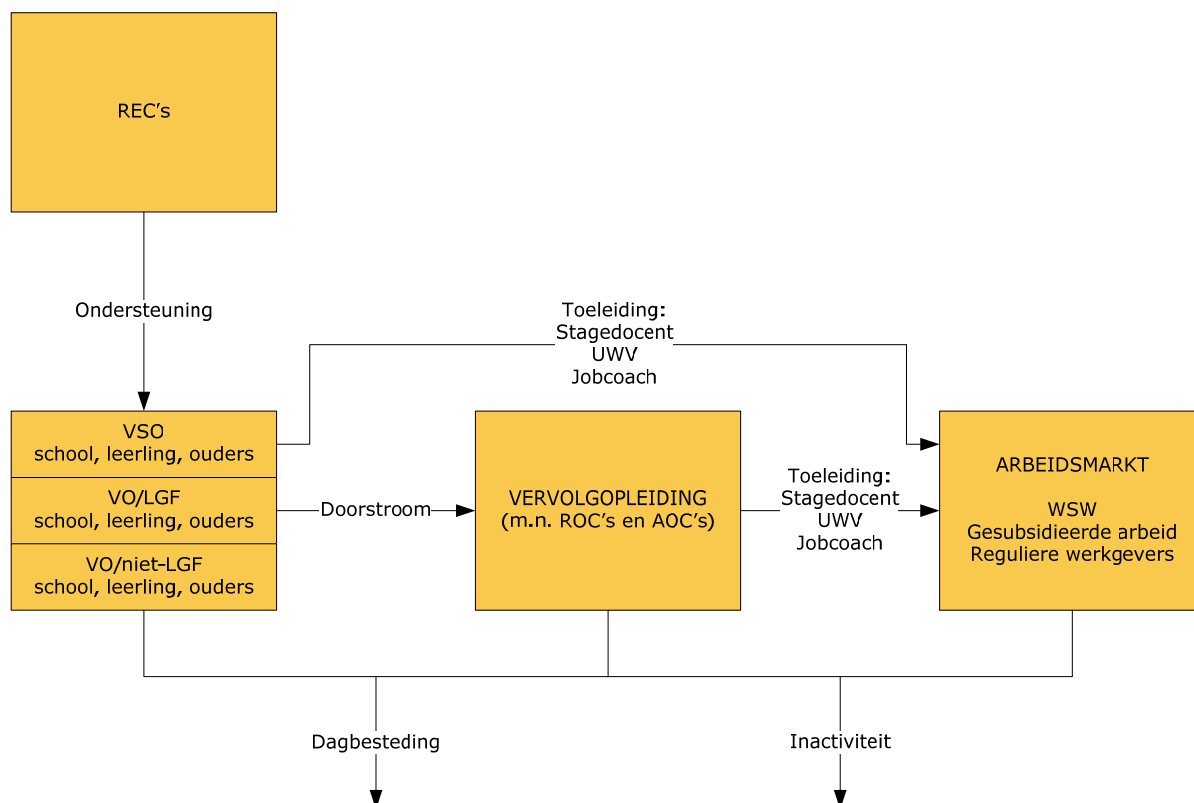 REC's
Ondersteuning
Toeleiding:
Stagedocent
UWV
Jobcoach
VSO
school, leerling, ouders
VO/LGF
school, leerling, ouders
VO/niet-LGF
school, leerling, ouders
Doorstroom
VERVOLGOPLEIDING
(m.n. ROC's en AOC's)
Toeleiding:
Stagedocent
UWV
Jobcoach
ARBEIDSMARKT
WSW
Gesubsidieerde arbeid
Reguliere werkgevers
Dagbesteding
Inactiviteit